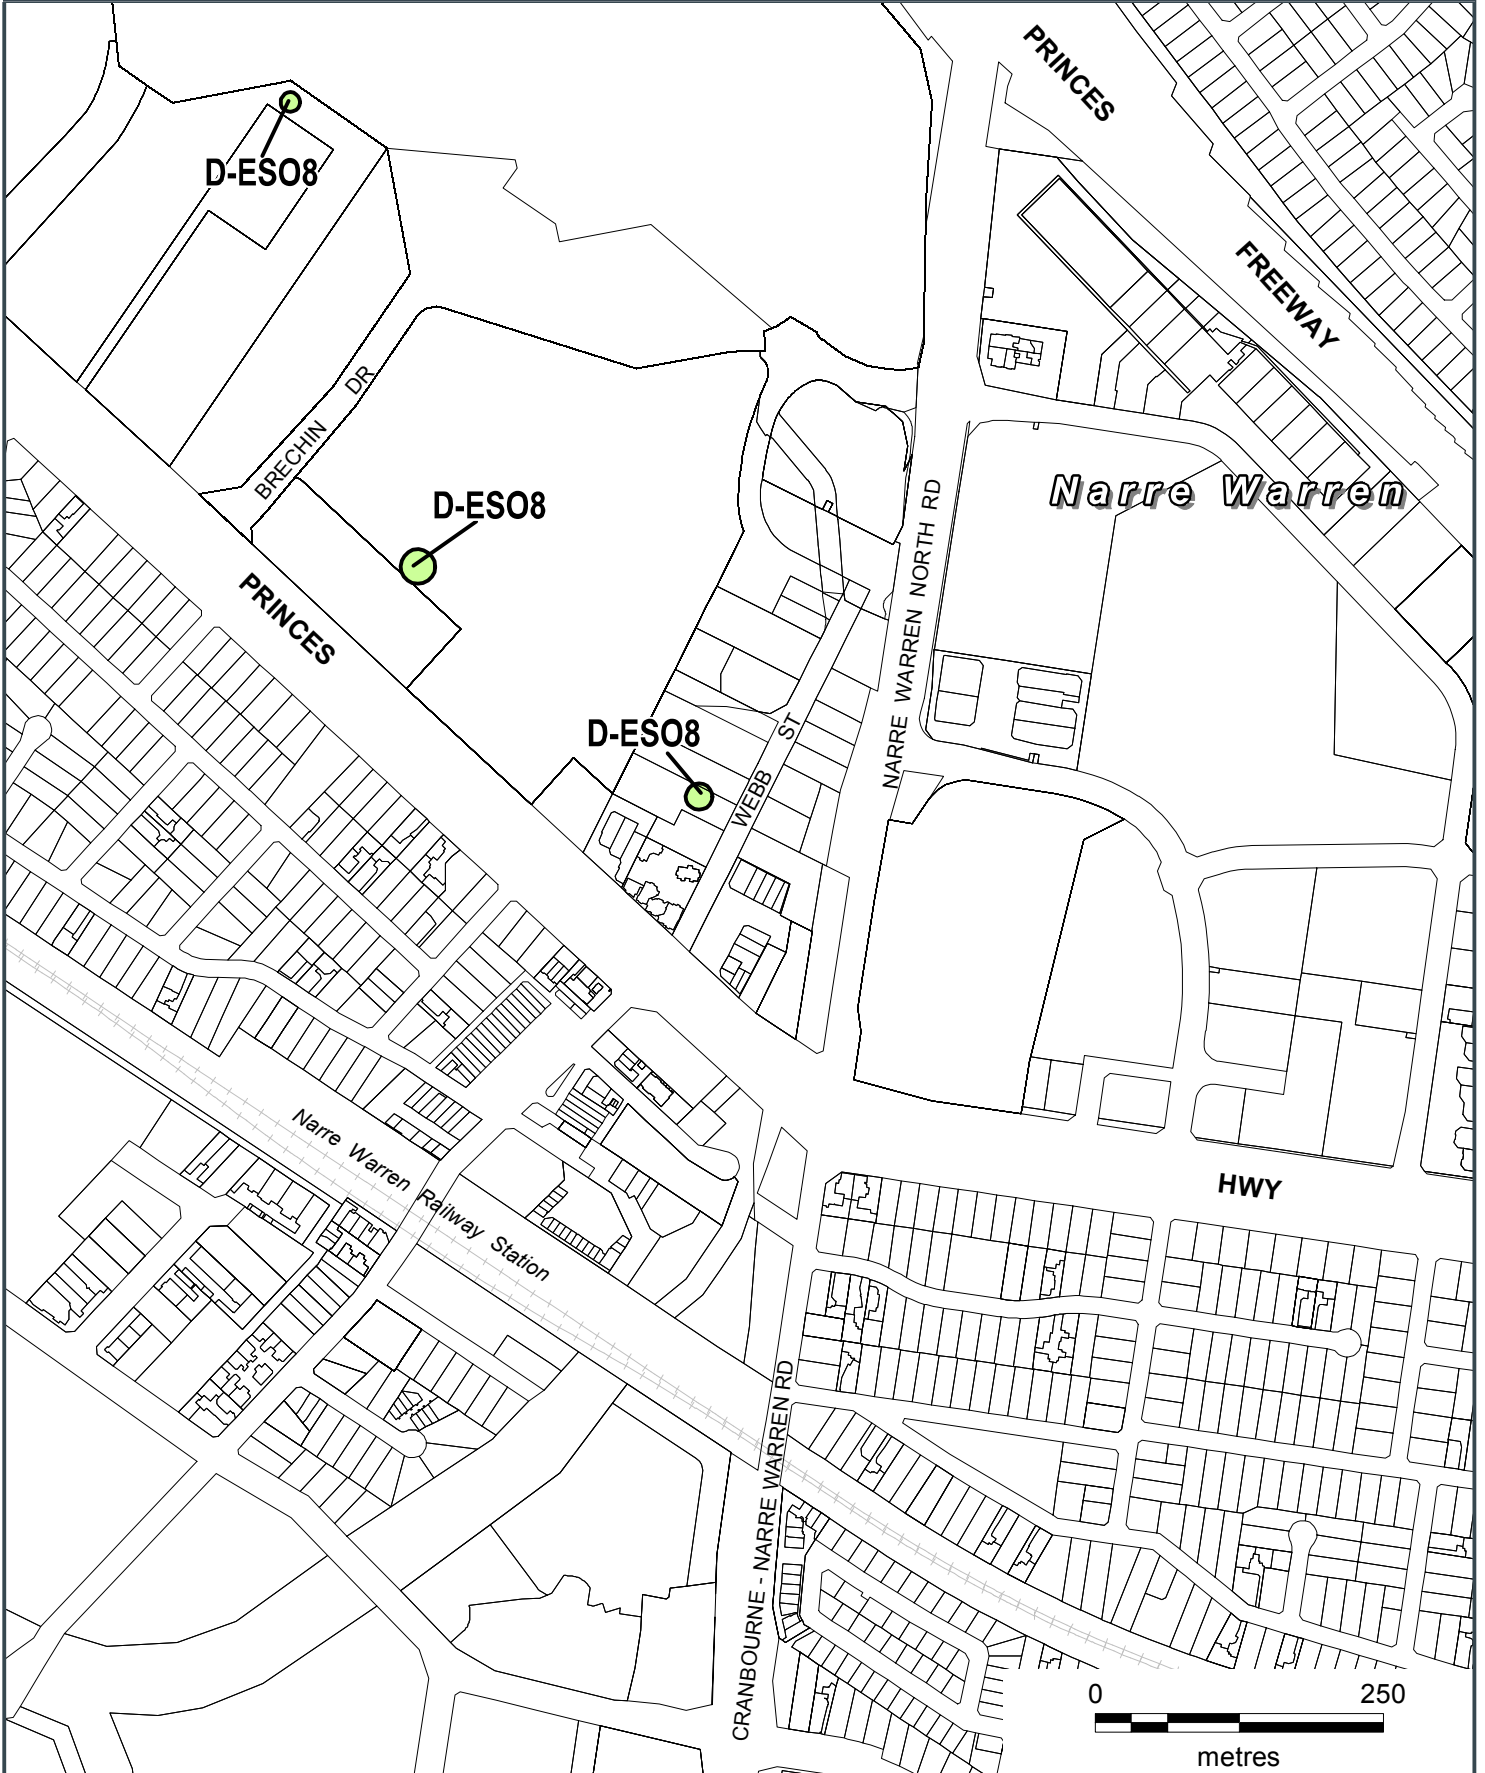 PRINCES
FREEWAY
D-ESO8
BRECHIN DR
Narre Warren
D-ESO8
NARRE WARREN NORTH RD
PRINCES
D-ESO8
WEBB ST
Narre Warren Railway Station
HWY
CRANBOURNE - NARRE WARREN RD
0 250
metres